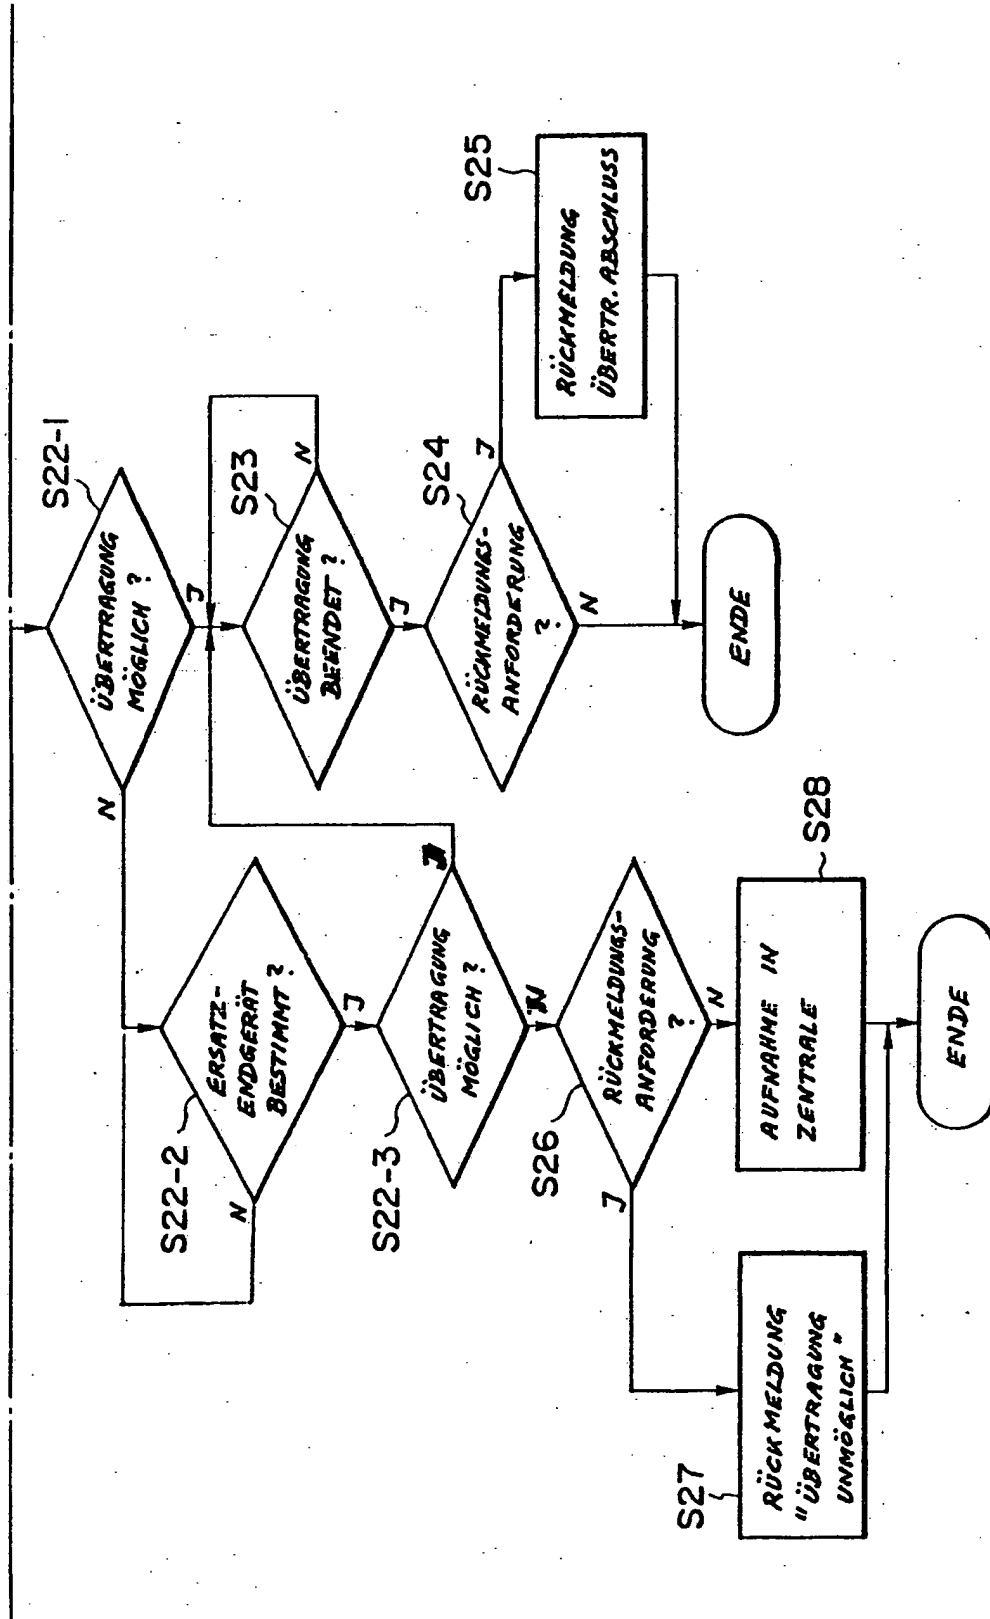 S22-1
ÜBERTRAGUNG
MÖGLICH ?
N
J
S22-2
ERSATZ-
ENDGERÄT
BESTIMMT ?
N
J
S23
ÜBERTRAGUNG
BEENDET ?
N
J
S22-3
ÜBERTRAGUNG
MÖGLICH ?
J
N
S24
RÜCKMELDUNGS-
ANFORDERUNG
?
J
N
S25
RÜCKMELDUNG
ÜBERTR. ABSCHLUSS
S26
RÜCKMELDUNGS-
ANFORDERUNG
?
J
N
ENDE
S27
RÜCKMELDUNG
"ÜBERTRAGUNG
UNMÖGLICH"
S28
AUFNAHME IN
ZENTRALE
ENDE